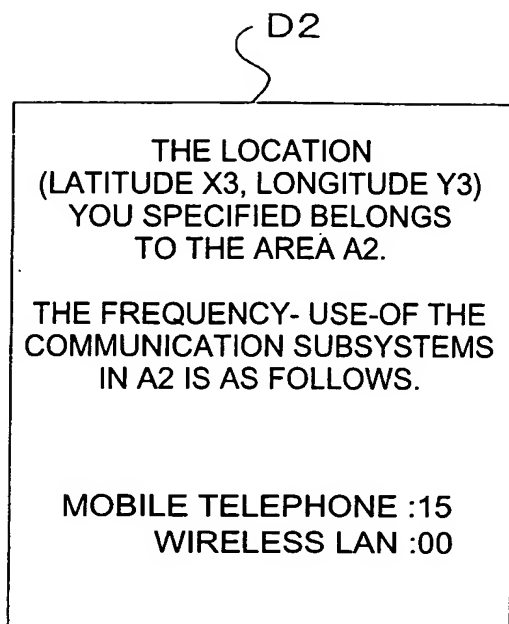 D2
THE LOCATION
(LATITUDE X3, LONGITUDE Y3)
YOU SPECIFIED BELONGS
TO THE AREA A2.
THE FREQUENCY- USE-OF THE
COMMUNICATION SUBSYSTEMS
IN A2 IS AS FOLLOWS.
MOBILE TELEPHONE :15
WIRELESS LAN :00